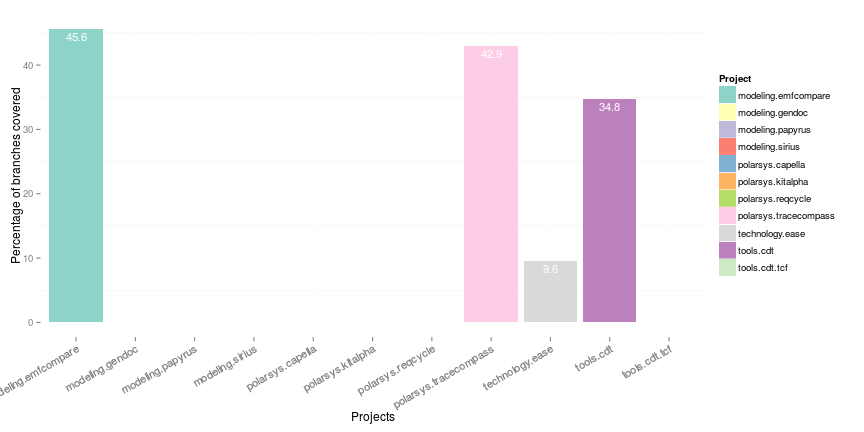 Percentage of branches covered
40
30
20
10
0
45.6
42.9
9.6
34.8
deling.emfcompare
modeling.gendoc
modeling.papyrus
modeling.sirius
polarsys.capella
polarsys.kitalpha
polarsys.reqcycle
polarsys.tracecompass
technology.ease
tools.cdt
tools.cdt.tcf
Projects
Project
modeling.emfcompare
modeling.gendoc
modeling.papyrus
modeling.sirius
polarsys.capella
polarsys.kitalpha
polarsys.reqcycle
polarsys.tracecompass
technology.ease
tools.cdt
tools.cdt.tcf